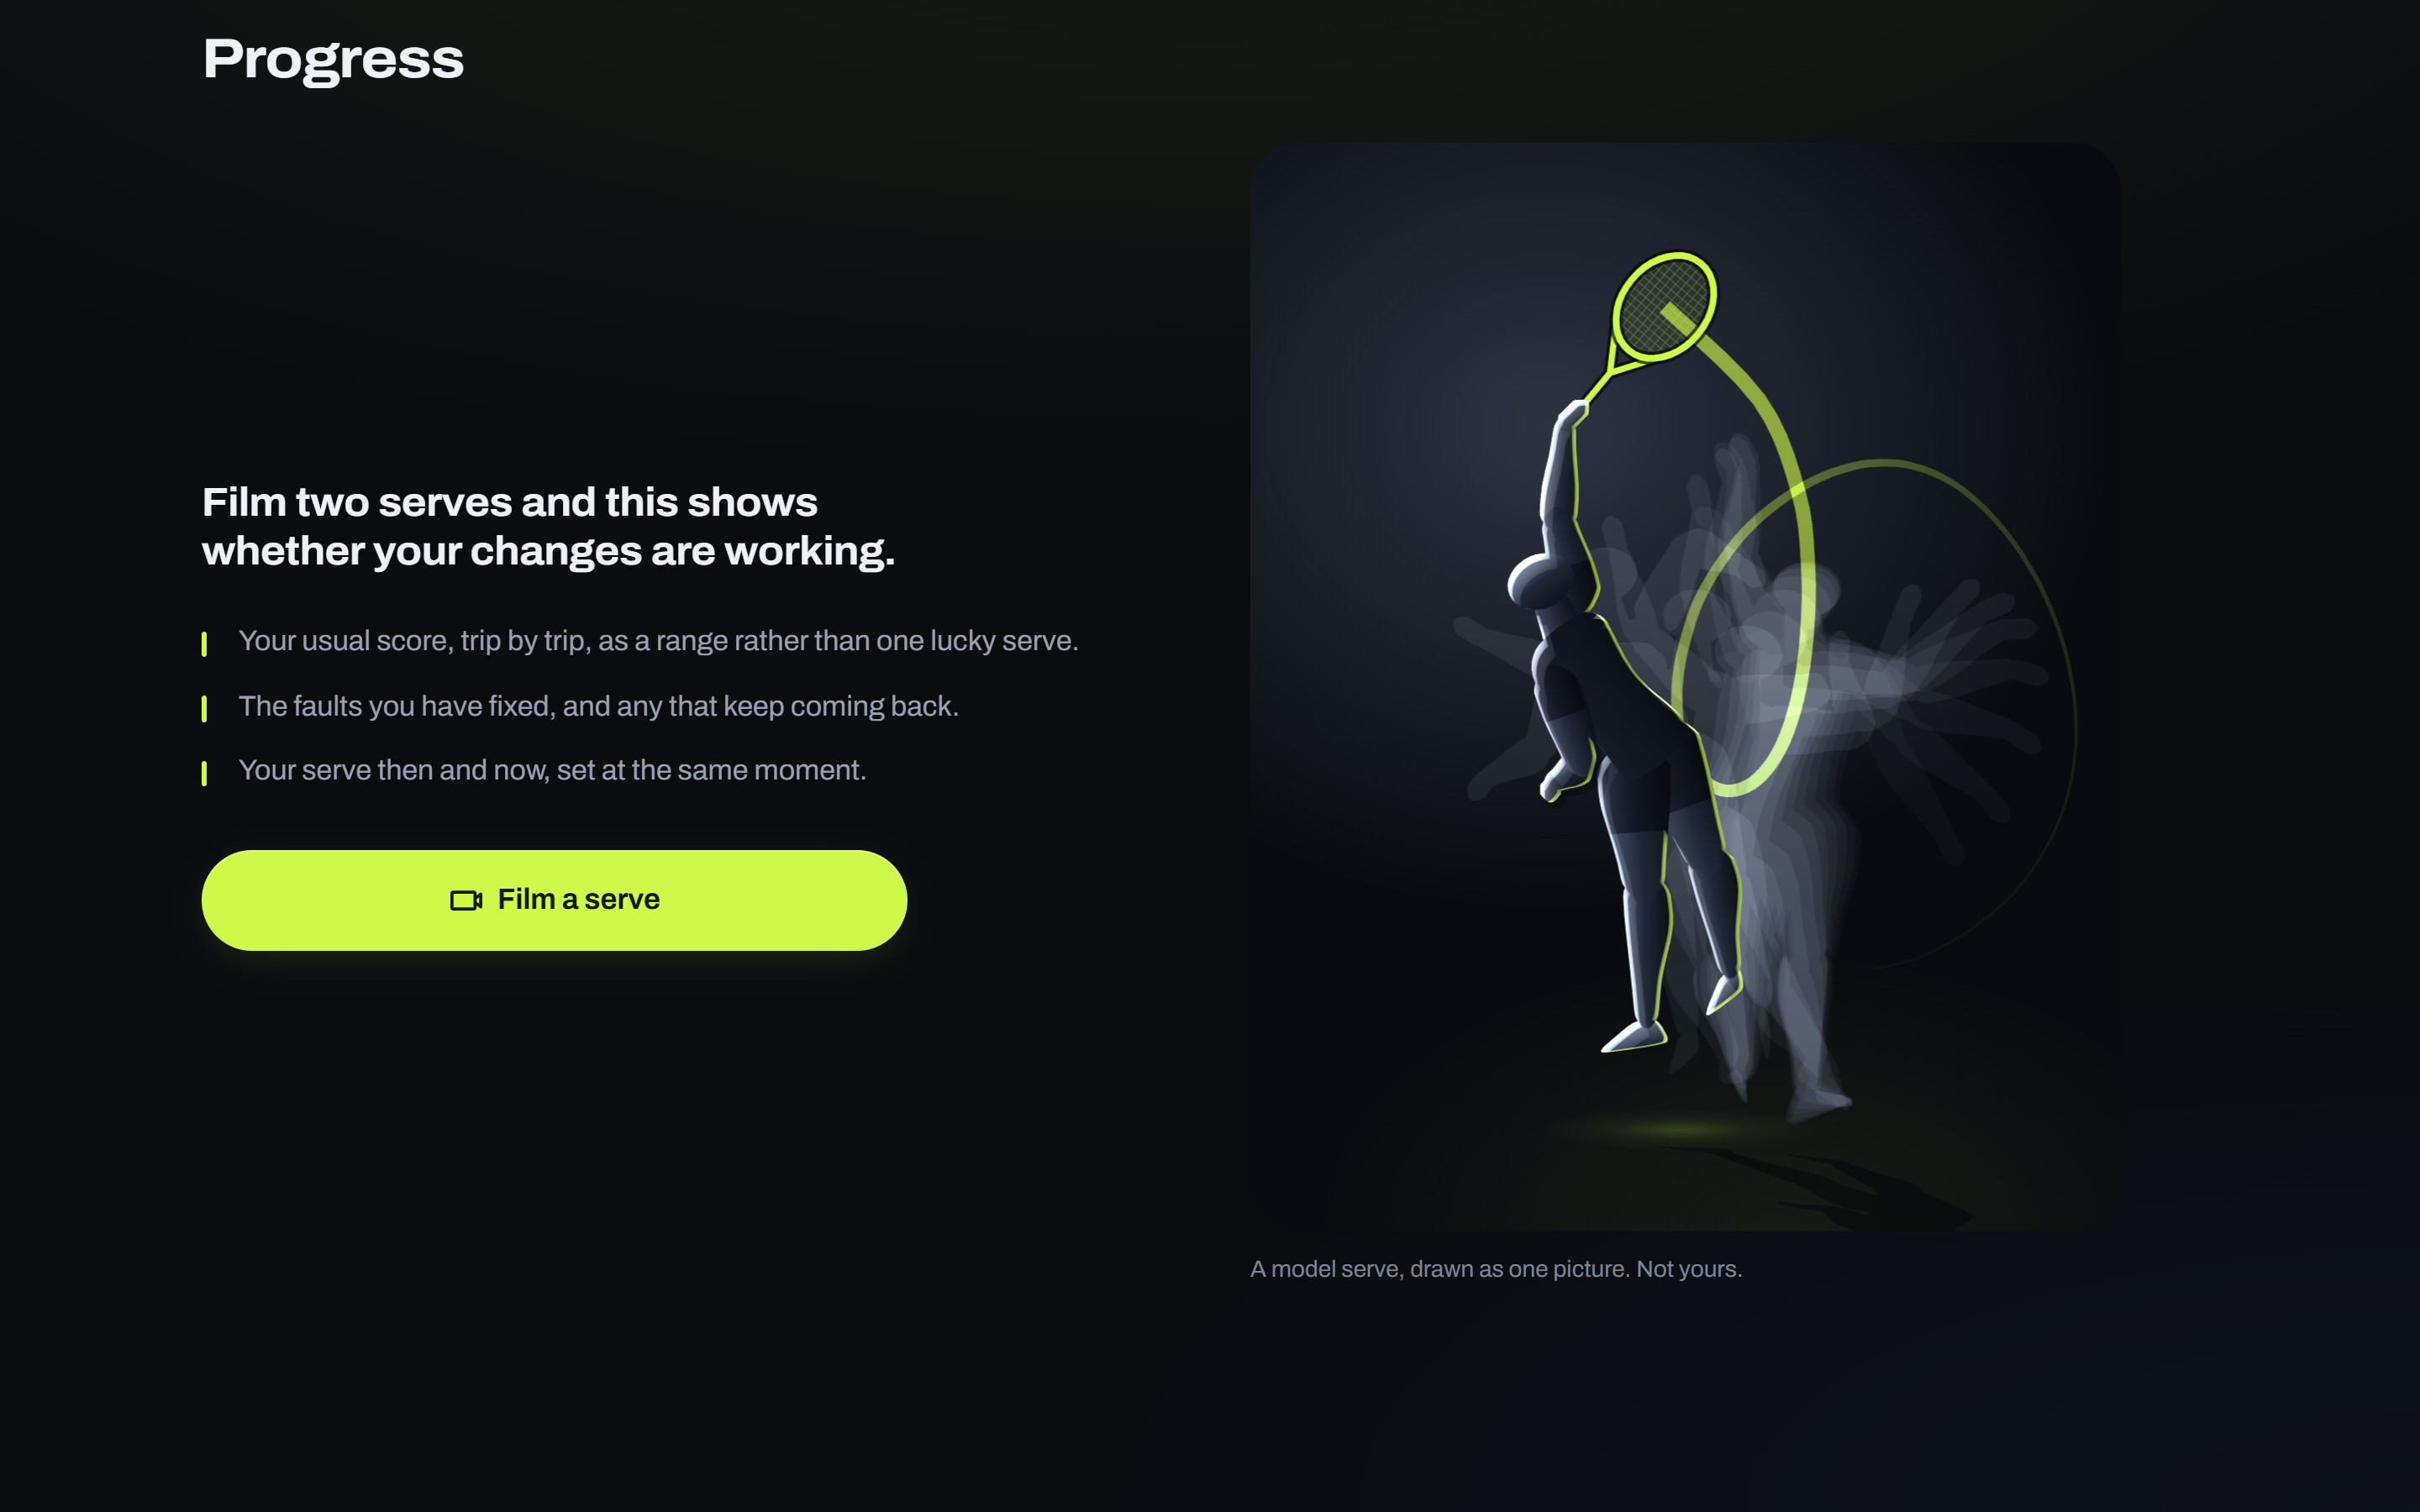 Progress
Film two serves and this shows
whether your changes are working.
Your usual score, trip by trip, as a range rather than one lucky serve.
The faults you have fixed, and any that keep coming back.
Your serve then and now, set at the same moment.
Film a serve
A model serve, drawn as one picture. Not yours.